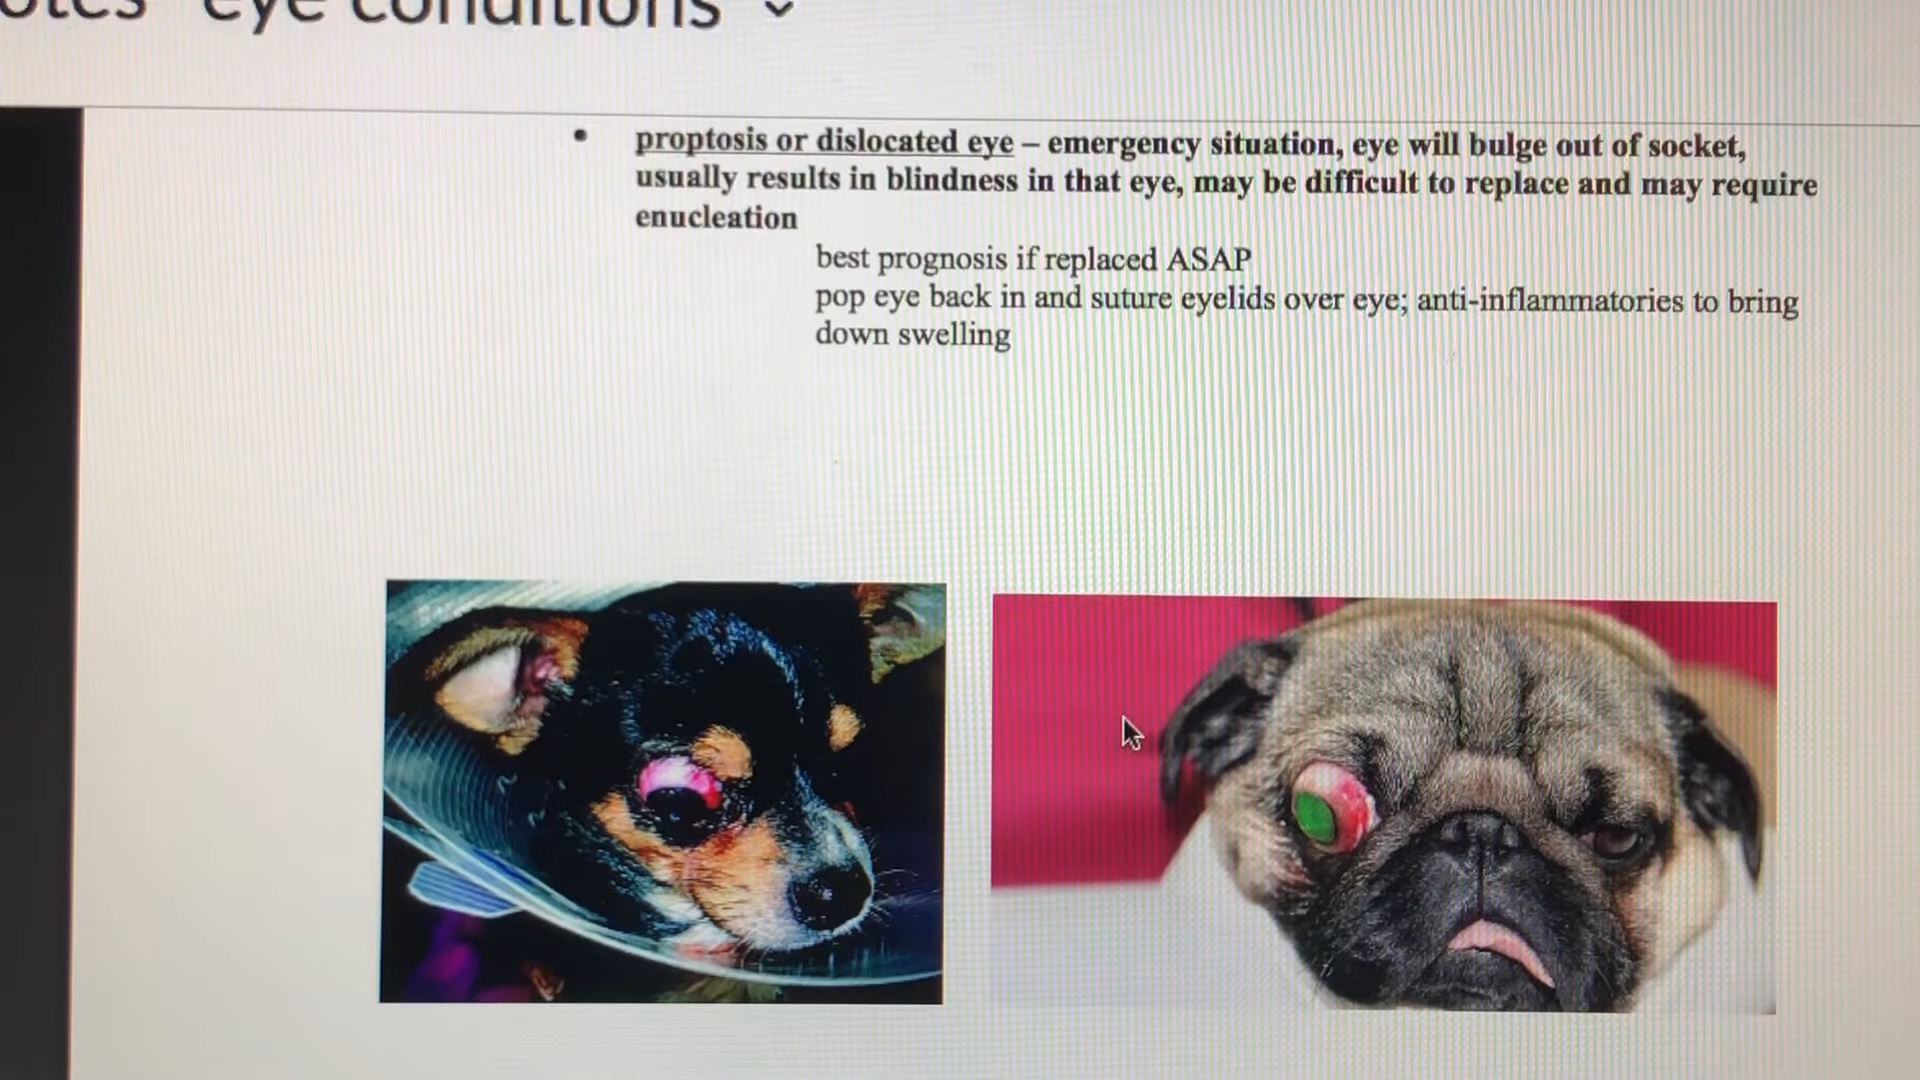 eye conditions
• proptosis or dislocated eye – emergency situation, eye will bulge out of socket,
usually results in blindness in that eye, may be difficult to replace and may require
enucleation
best prognosis if replaced ASAP
pop eye back in and suture eyelids over eye; anti-inflammatories to bring
down swelling